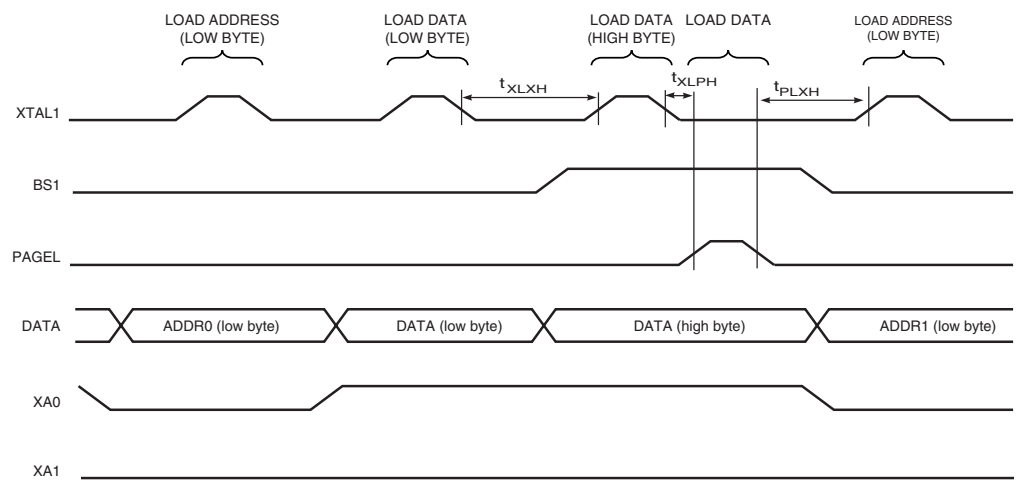 LOAD ADDRESS
(LOW BYTE)
LOAD DATA
(LOW BYTE)
LOAD DATA
(HIGH BYTE)
LOAD DATA
LOAD ADDRESS
(LOW BYTE)
tXLXH
tXLPH
tPLXH
XTAL1
BS1
PAGEL
DATA
ADDR0 (low byte)
DATA (low byte)
DATA (high byte)
ADDR1 (low byte)
XA0
XA1